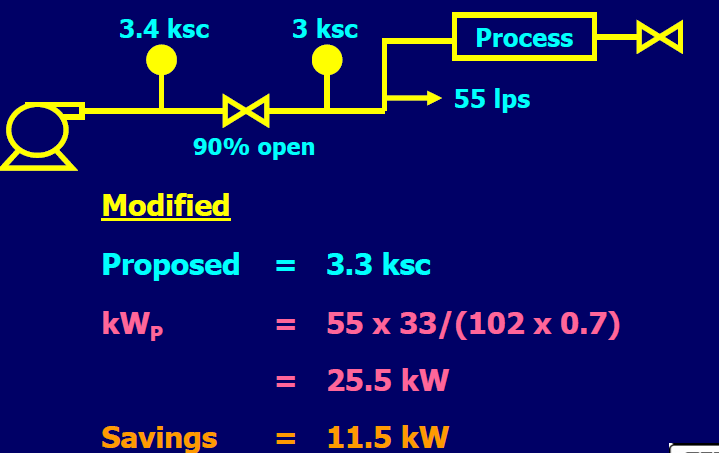 3.4 ksc 3 ksc
Process
55 lps
90% open
Modified
Proposed = 3.3 ksc
kWP = 55 x 33/(102 x 0.7)
= 25.5 kW
Savings = 11.5 kW